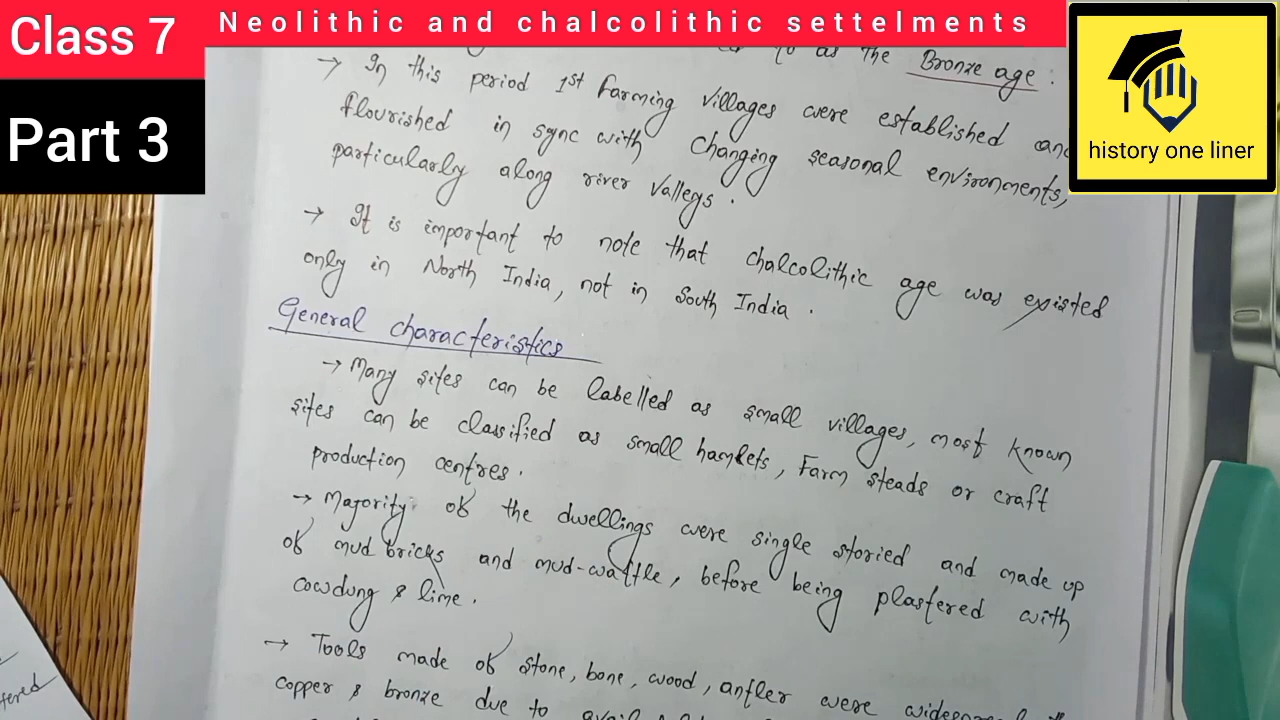 Class 7
Neolithic and chalcolithic settelments
Part 3
history one liner
to as the Bronze age.
→ In this period 1st Farming Villages were established and
flourished in sync with Changing seasonal environments,
particularly along river valleys.
→ It is important to note that chalcolithic age was existed
only in North India, not in South India.
General characteristics
→ Many sites can be labelled as small villages, most known
sites can be classified as small hamlets, Farm steads or craft
production centres.
→ Majority of the dwellings were single storied and made up
of mud bricks and mud-wattle, before being plastered with
cowdung & lime.
→ Tools made of stone, bone, wood, antler were
copper & bronze due to